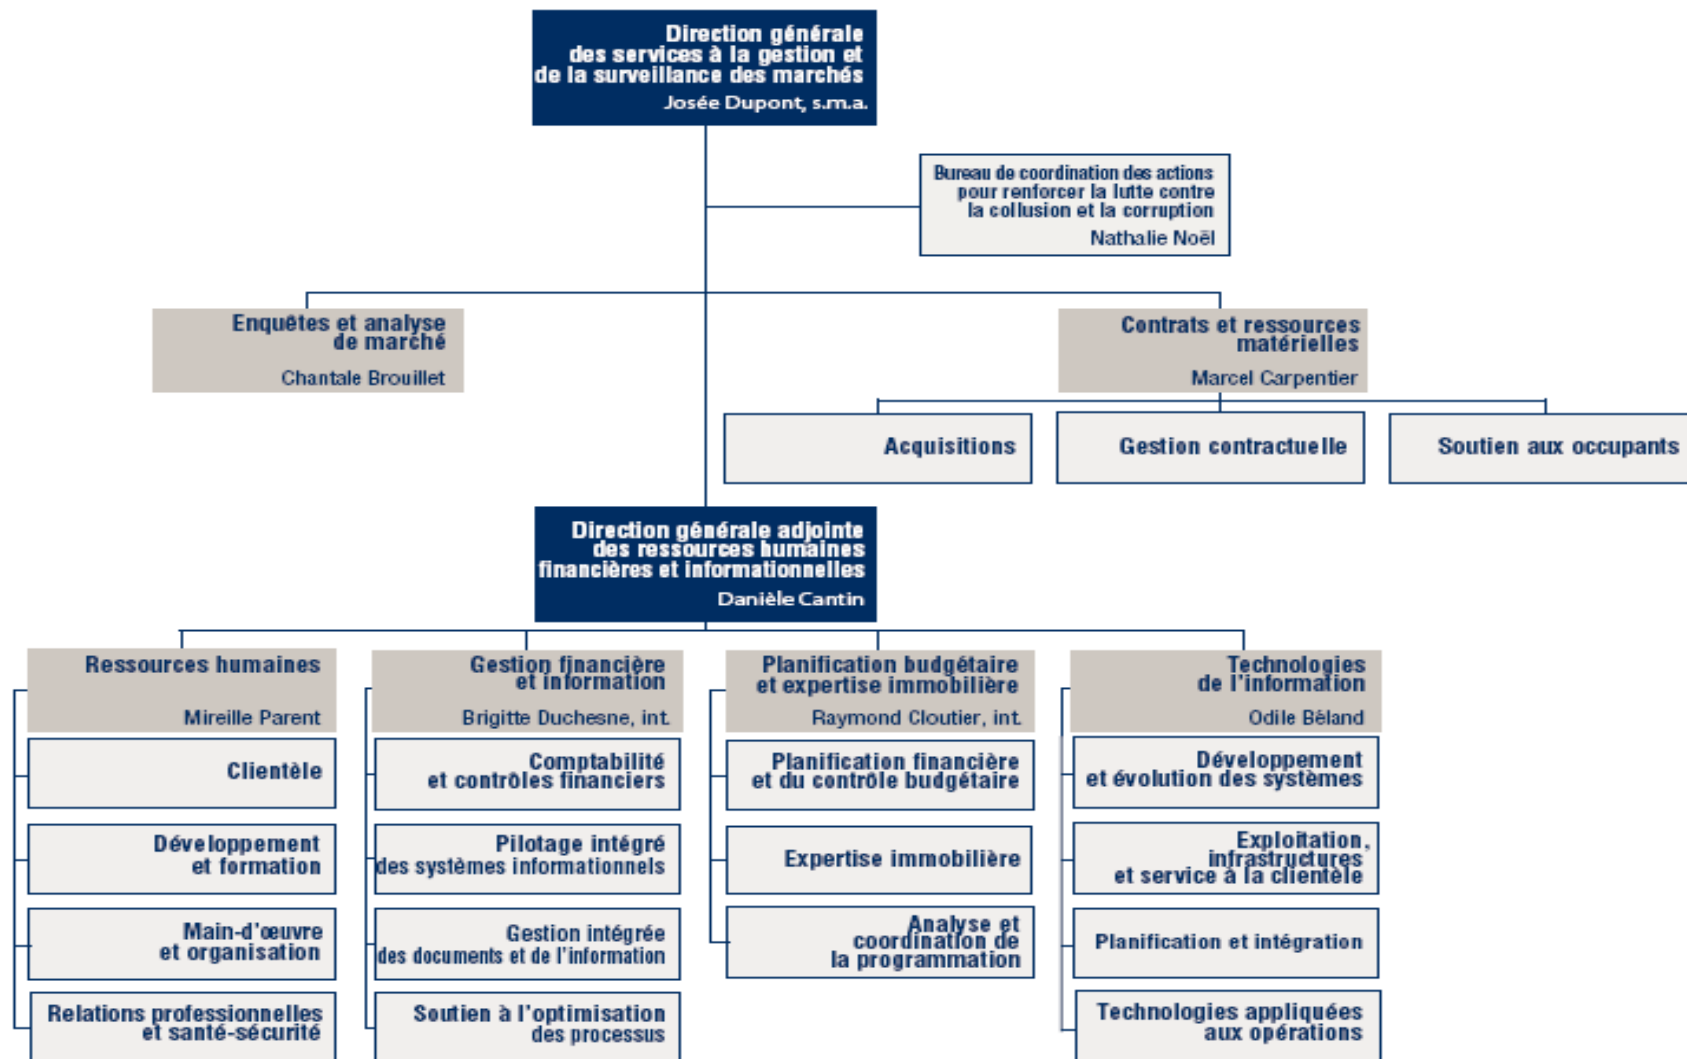 Direction générale
des services à la gestion et
de la surveillance des marchés
Josée Dupont, s.m.a.
Bureau de coordination des actions
pour renforcer la lutte contre
la collusion et la corruption
Nathalie Noël
Enquêtes et analyse
de marché
Chantale Brouillet
Contrats et ressources
matérielles
Marcel Carpentier
Acquisitions
Gestion contractuelle
Soutien aux occupants
Direction générale adjointe
des ressources humaines
financières et informationnelles
Danièle Cantin
Ressources humaines
Mireille Parent
Clientèle
Développement
et formation
Main-d'œuvre
et organisation
Relations professionnelles
et santé-sécurité
Gestion financière
et information
Brigitte Duchesne, int.
Comptabilité
et contrôles financiers
Pilotage intégré
des systèmes informationnels
Gestion intégrée
des documents et de l'information
Soutien à l'optimisation
des processus
Planification budgétaire
et expertise immobilière
Raymond Cloutier, int.
Planification financière
et du contrôle budgétaire
Expertise immobilière
Analyse et
coordination de
la programmation
Technologies
de l'information
Odile Béland
Développement
et évolution des systèmes
Exploitation,
infrastructures
et service à la clientèle
Planification et intégration
Technologies appliquées
aux opérations